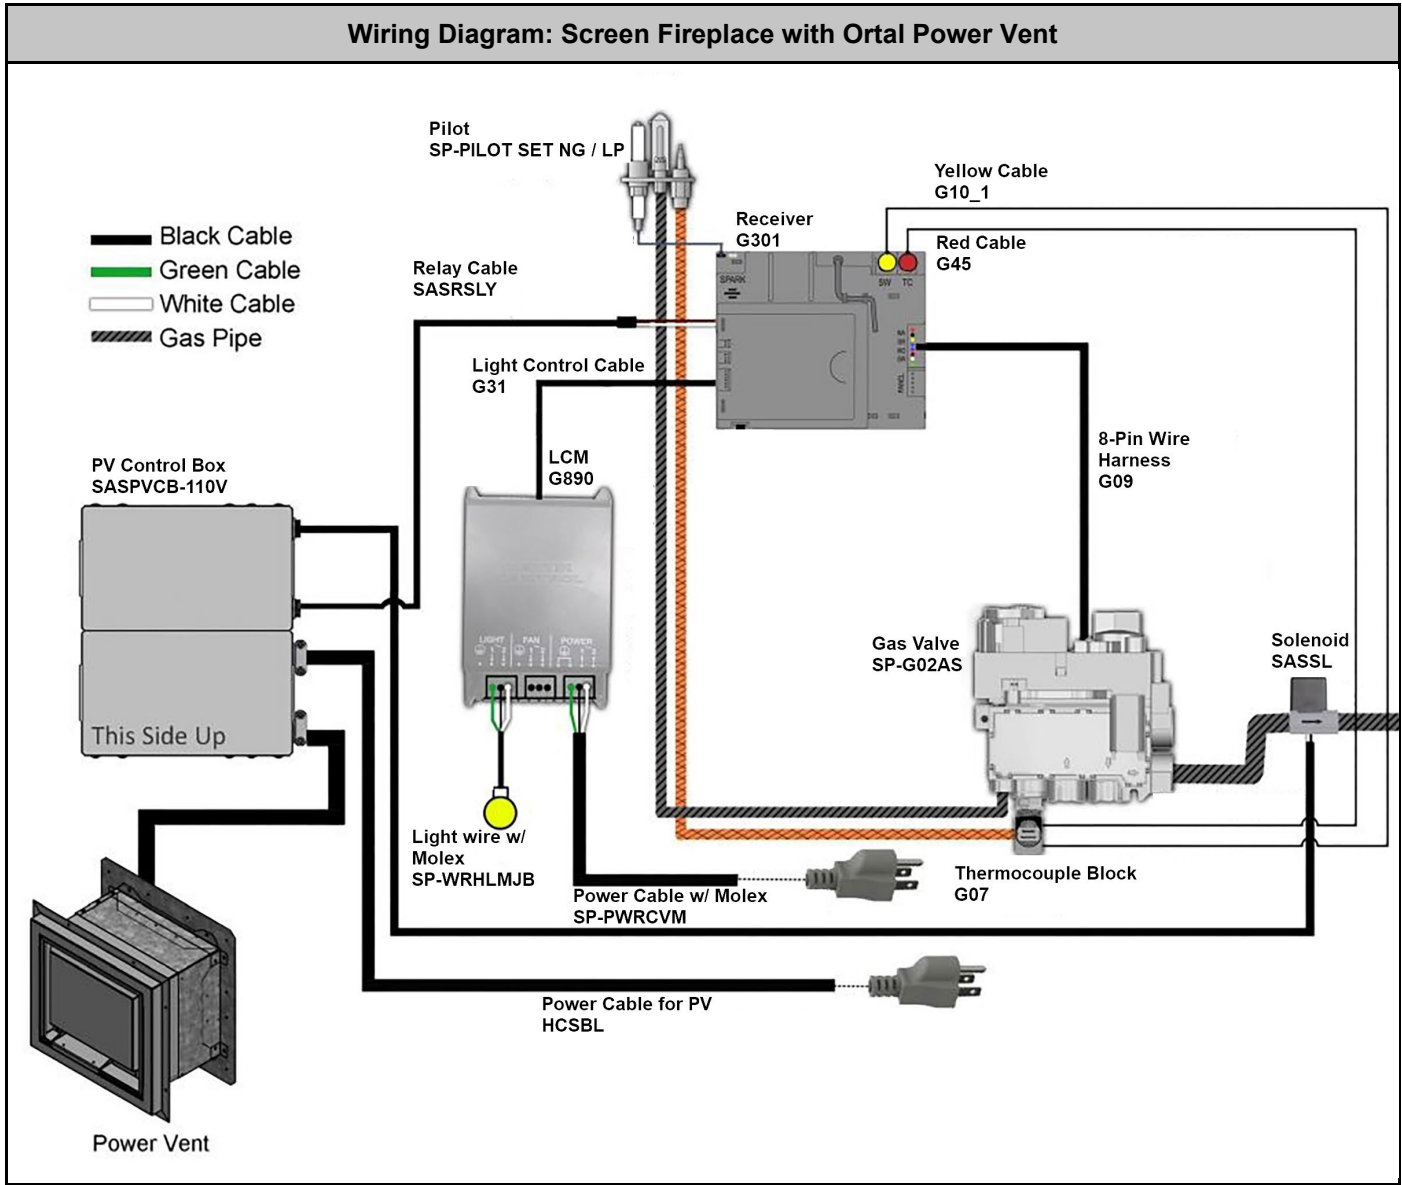 Wiring Diagram: Screen Fireplace with Ortal Power Vent
Pilot
SP-PILOT SET NG / LP
Yellow Cable
G10_1
Receiver
G301
Red Cable
G45
Black Cable
Green Cable
White Cable
Gas Pipe
Relay Cable
SASRSLY
SPARK
SW TC
Light Control Cable
G31
PANEL
8-Pin Wire
Harness
G09
LCM
G890
PV Control Box
SASPVCB-110V
LIGHT FAN POWER
Gas Valve
SP-G02AS
Solenoid
SASSL
This Side Up
Light wire w/
Molex
SP-WRHLMJB
Power Cable w/ Molex
SP-PWRCVM
Thermocouple Block
G07
Power Cable for PV
HCSBL
Power Vent